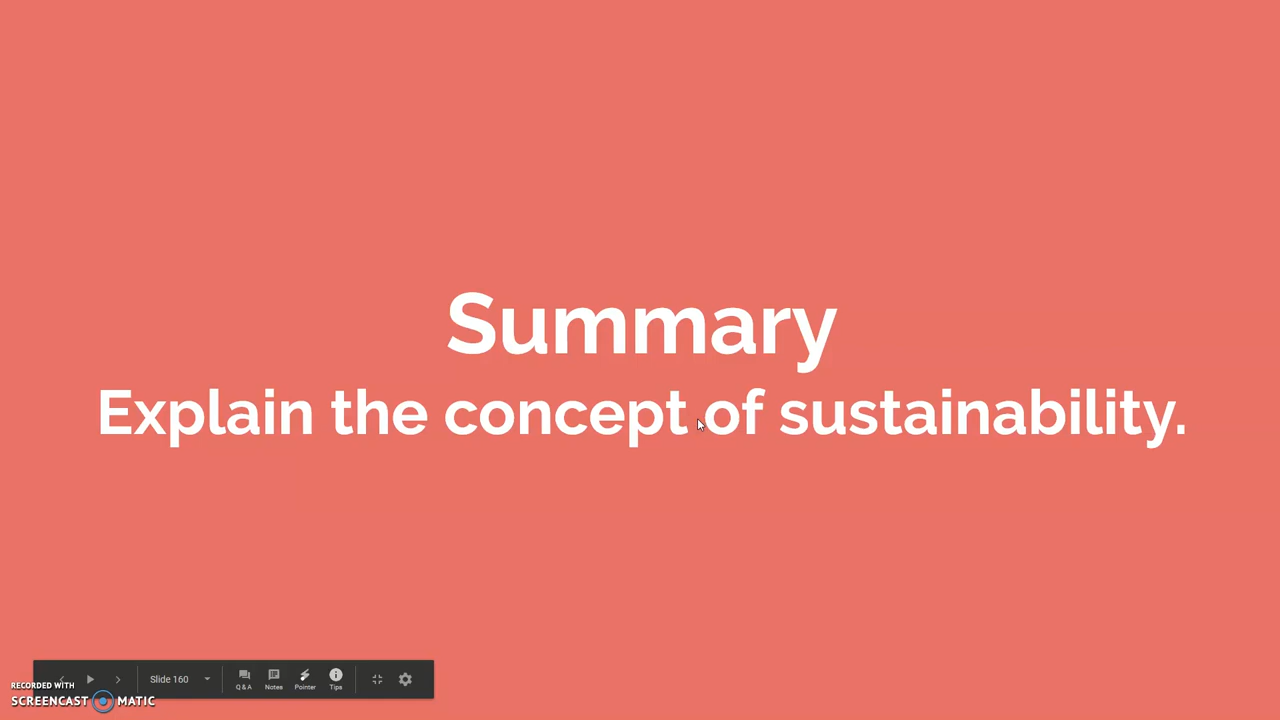 Summary
Explain the concept of sustainability.
Slide 160
Q & A Notes Pointer Tips
RECORDED WITH
SCREENCAST MATIC